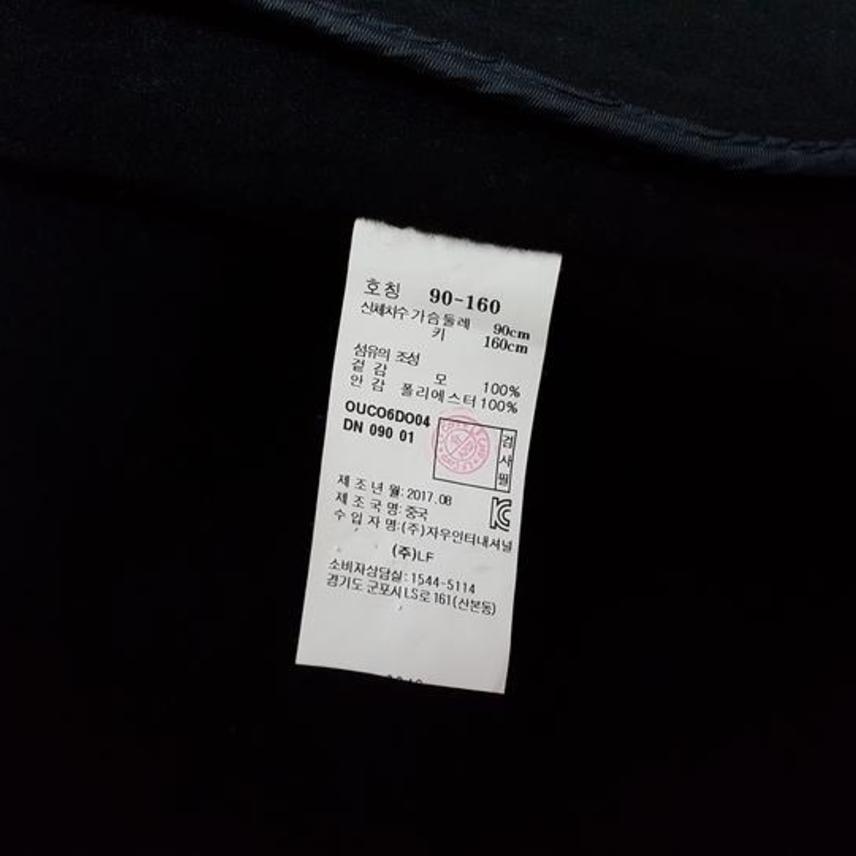 호칭 90-160
신체치수 가슴둘레 90cm
키 160cm
섬유의 조성
겉감 모 100%
안감 폴리에스터 100%
OUCO6DO04
DN 090 01
검사필
제조년월: 2017.08
제조국명: 중국
수입자명: (주)자우인터내셔널
(주)LF
소비자상담실: 1544-5114
경기도 군포시 LS로 161(산본동)